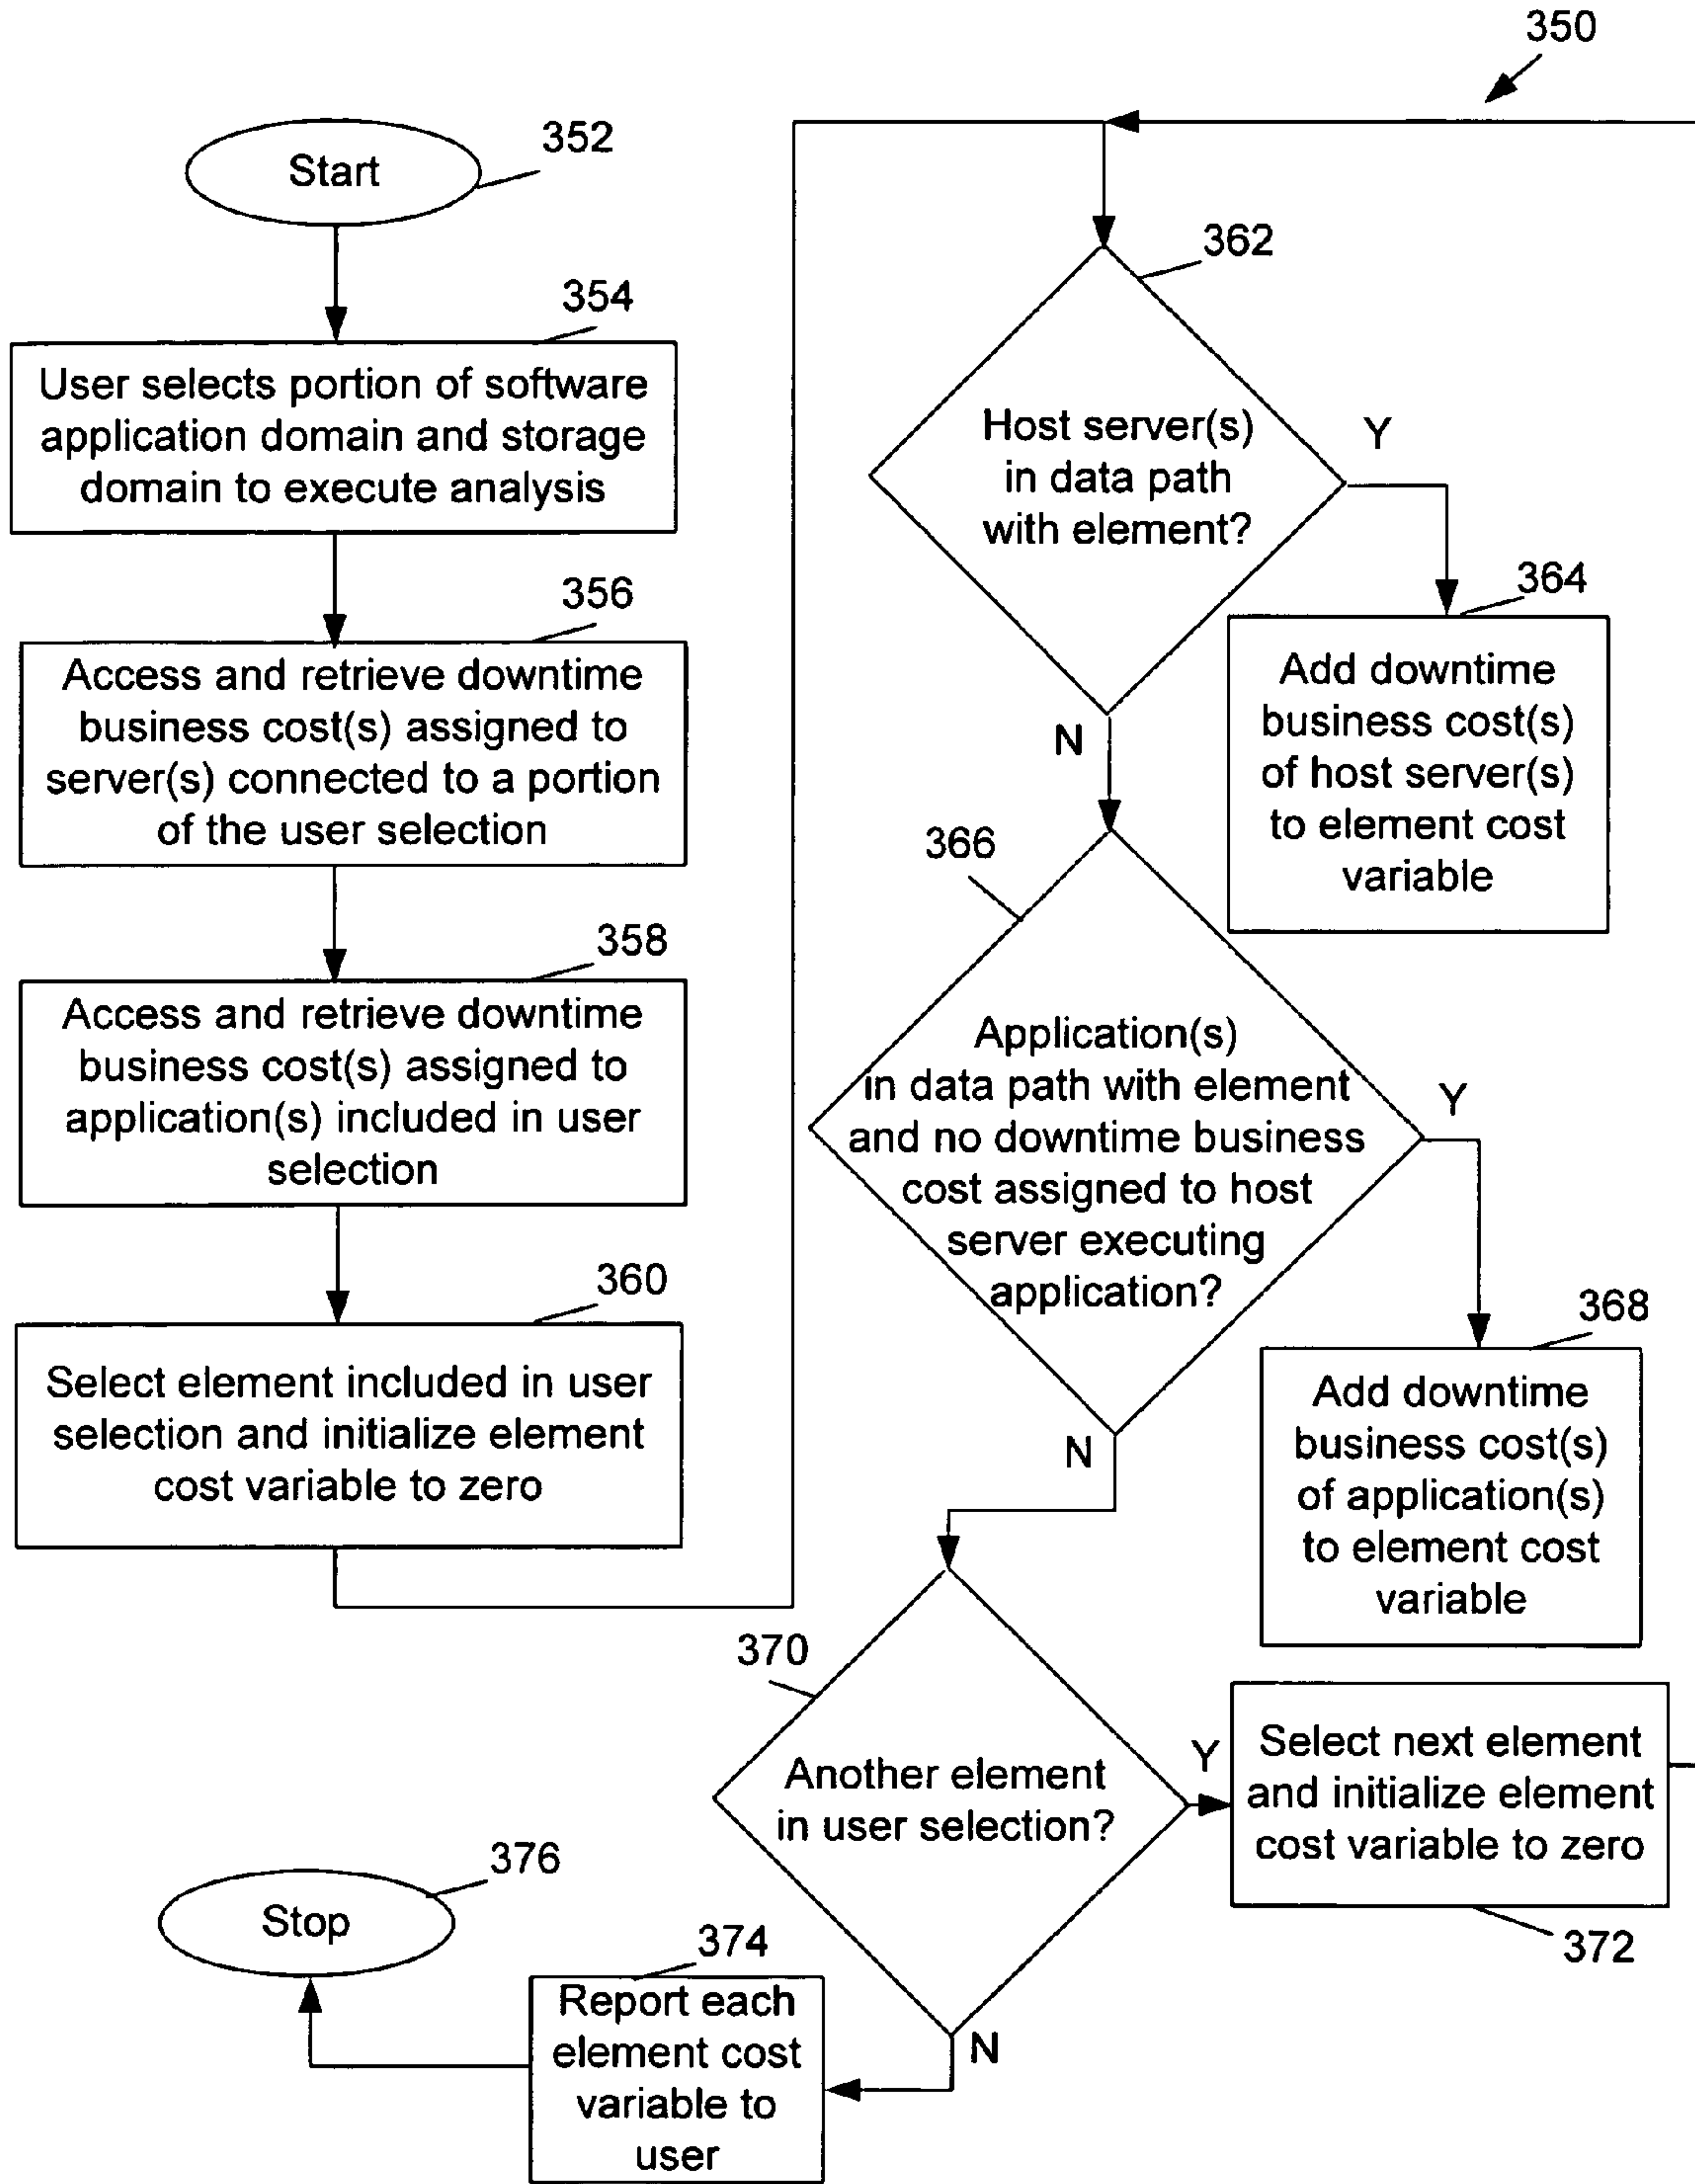 350
Start
352
354
User selects portion of software
application domain and storage
domain to execute analysis
356
Access and retrieve downtime
business cost(s) assigned to
server(s) connected to a portion
of the user selection
358
Access and retrieve downtime
business cost(s) assigned to
application(s) included in user
selection
360
Select element included in user
selection and initialize element
cost variable to zero
362
Host server(s)
in data path
with element?
Y
N
364
Add downtime
business cost(s)
of host server(s)
to element cost
variable
366
Application(s)
in data path with element
and no downtime business
cost assigned to host
server executing
application?
Y
N
368
Add downtime
business cost(s)
of application(s)
to element cost
variable
370
Another element
in user selection?
Y
N
Select next element
and initialize element
cost variable to zero
372
374
Report each
element cost
variable to
user
376
Stop